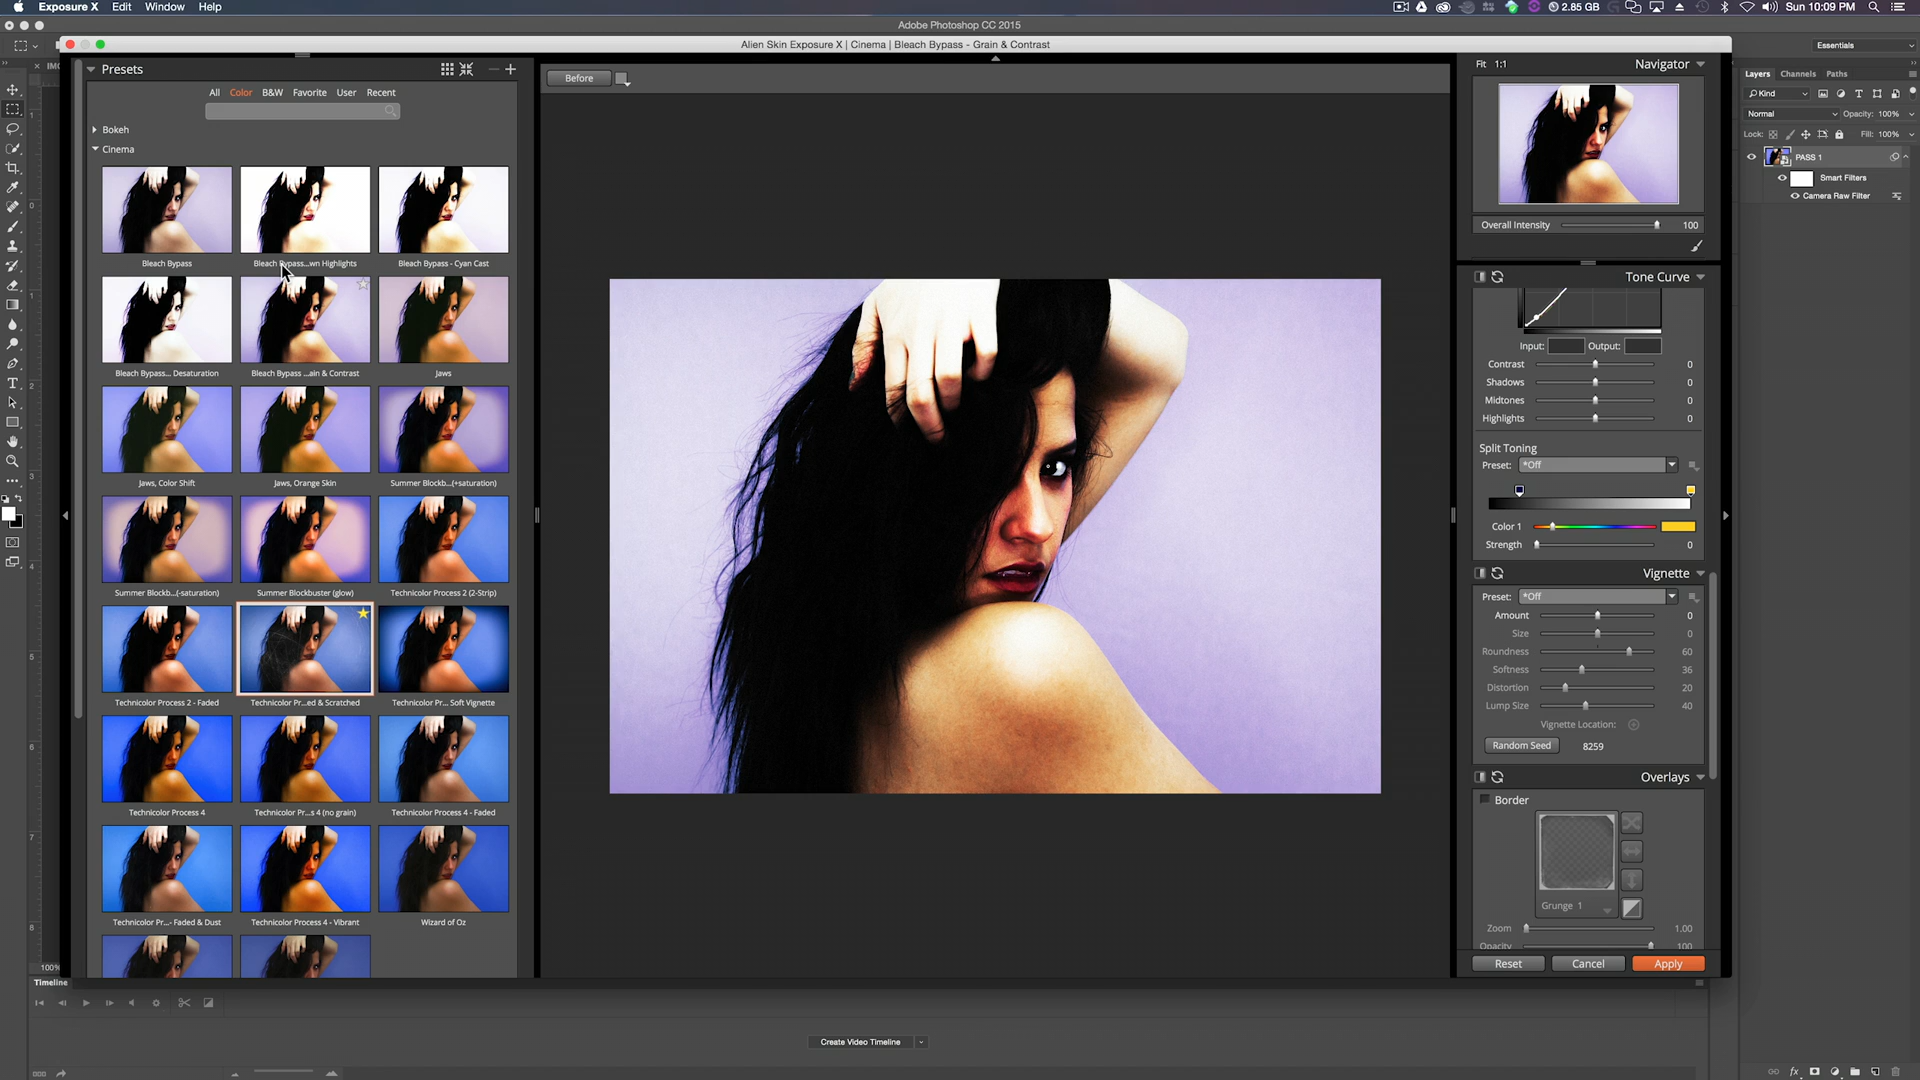 Exposure X Edit Window Help
2.85 GB Sun 10:09 PM
Adobe Photoshop CC 2015
Alien Skin Exposure X | Cinema | Bleach Bypass - Grain & Contrast
Essentials
Presets
All Color B&W Favorite User Recent
Bokeh
Cinema
Bleach Bypass
Bleach Bypass...wn Highlights
Bleach Bypass - Cyan Cast
Bleach Bypass... Desaturation
Bleach Bypass ...ain & Contrast
Jaws
Jaws, Color Shift
Jaws, Orange Skin
Summer Blockb...(+saturation)
Summer Blockb...(-saturation)
Summer Blockbuster (glow)
Technicolor Process 2 (2-Strip)
Technicolor Process 2 - Faded
Technicolor Pr...ed & Scratched
Technicolor Pr... Soft Vignette
Technicolor Process 4
Technicolor Pr...s 4 (no grain)
Technicolor Process 4 - Faded
Technicolor Pr...- Faded & Dust
Technicolor Process 4 - Vibrant
Wizard of Oz
Before
Fit 1:1 Navigator
Overall Intensity 100
Tone Curve
Input: Output:
Contrast 0
Shadows 0
Midtones 0
Highlights 0
Split Toning
Preset: *Off
Color 1
Strength 0
Vignette
Preset: *Off
Amount 0
Size 0
Roundness 60
Softness 36
Distortion 20
Lump Size 40
Vignette Location:
Random Seed 8259
Overlays
Border
Grunge 1
Zoom 1.00
Opacity 100
Reset Cancel Apply
Layers Channels Paths
Kind
Normal Opacity: 100%
Lock: Fill: 100%
PASS 1
Smart Filters
Camera Raw Filter
100%
Timeline
Create Video Timeline